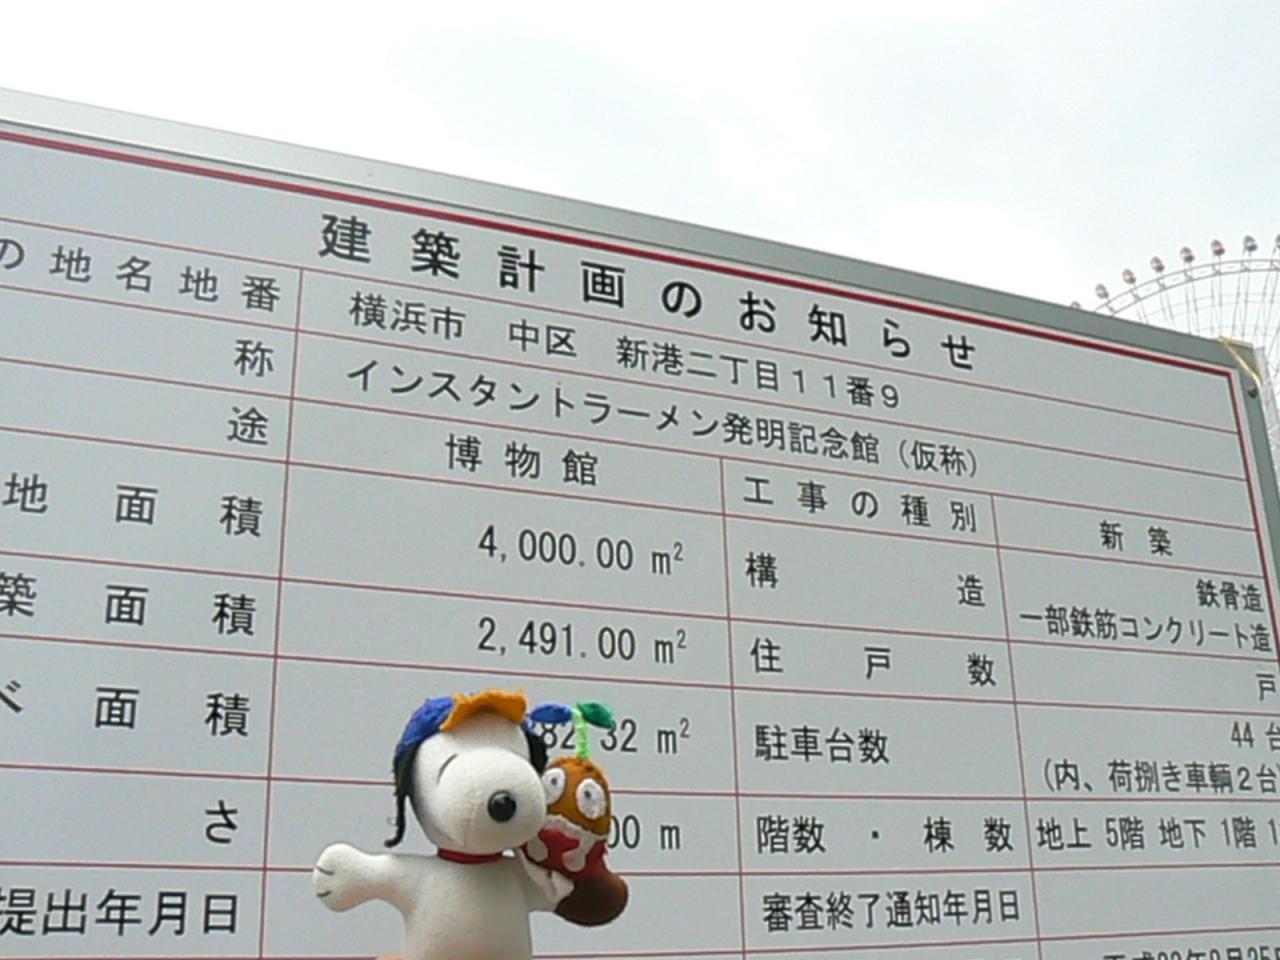 建築計画のお知らせ
の地名地番 横浜市 中区 新港二丁目11番9
称 インスタントラーメン発明記念館（仮称）
途 博物館 工事の種別 新築
地面積 4,000.00 m² 構造 鉄骨造
一部鉄筋コンクリート造
築面積 2,491.00 m² 住戸数 戸
べ面積 32 m² 駐車台数 44 台
（内、荷捌き車輌2台）
さ 00 m 階数・棟数 地上 5階 地下 1階 1
提出年月日 審査終了通知年月日